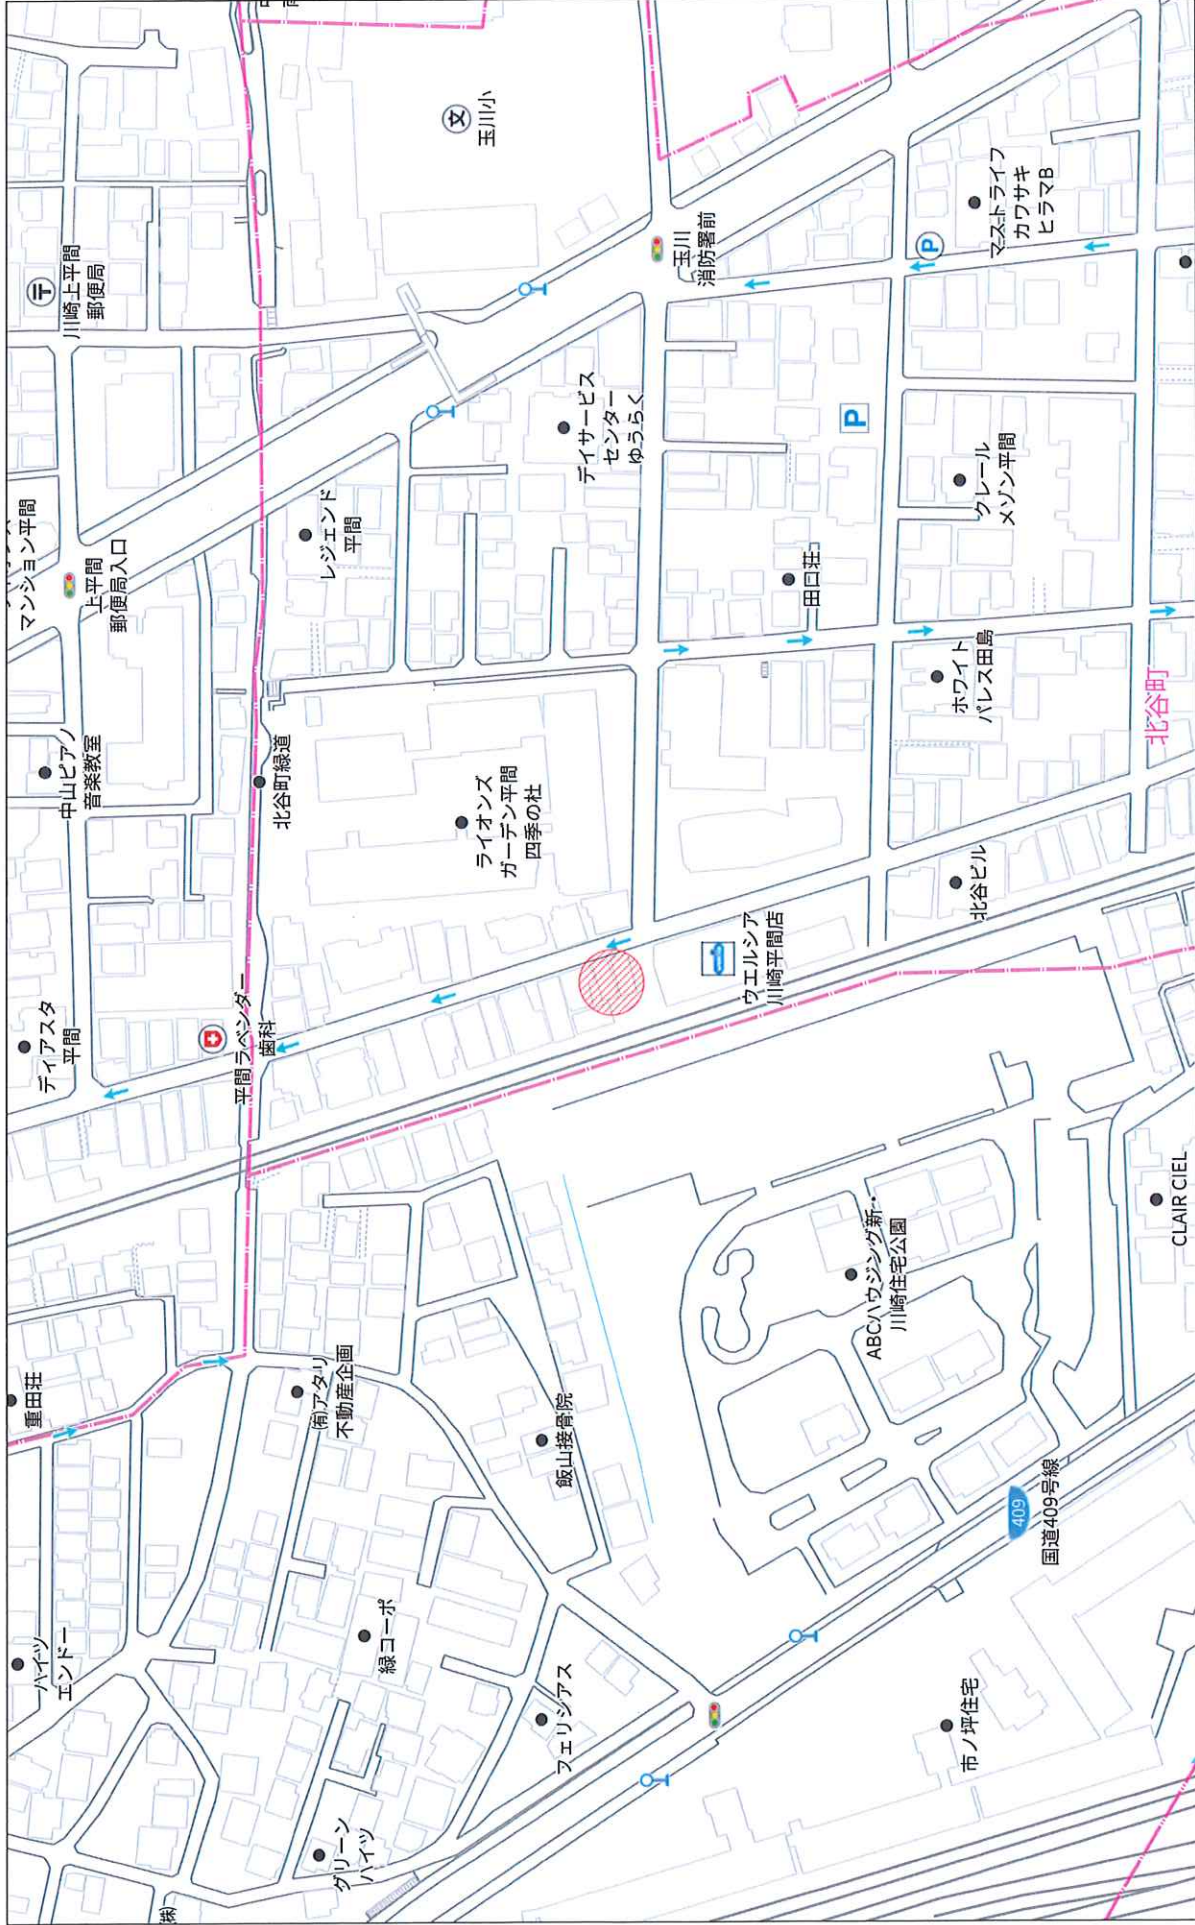 重田荘
ハイツ
エンドー
(有)アタリ
不動産企画
緑コーポ
グリーン
ハイツ
㈱
飯山接骨院
フェリシアス
ABCハウジング新・
川崎住宅公園
409
国道409号線
市ノ坪住宅
CLAIR CIEL
ディアスタ
平間
平間ラベンダー
歯科
中山ピアノ
音楽教室
北谷町緑道
マンション平間
上平間
郵便局入口
〒
川崎上平間
郵便局
レジェンド
平間
ライオンズ
ガーデン平間
四季の杜
ウエルシア
川崎平間店
北谷ビル
デイサービス
センター
ゆうらく
文
玉川小
玉川
消防署前
田口荘
P
P
マストライフ
カワサキ
ヒラマB
クレール
メゾン平間
ホワイト
パレス田島
北谷町